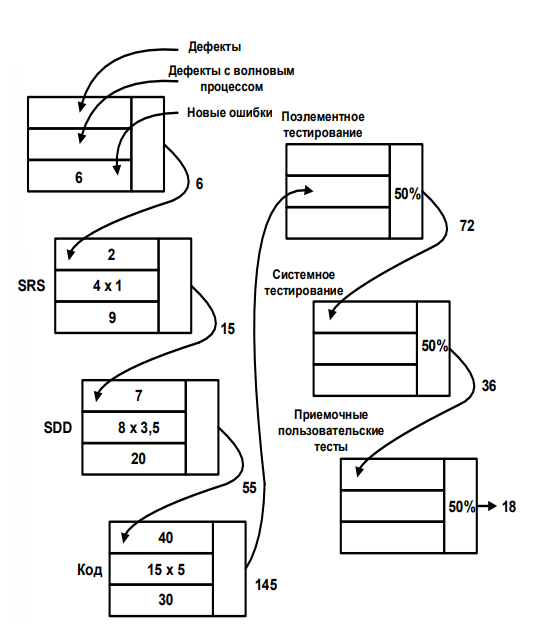 Дефекты
Дефекты с волновым
процессом
Новые ошибки
6
6
SRS
2
4 x 1
9
15
SDD
7
8 x 3,5
20
55
Код
40
15 x 5
30
145
Поэлементное
тестирование
50%
72
Системное
тестирование
50%
36
Приемочные
пользовательские
тесты
50%
18